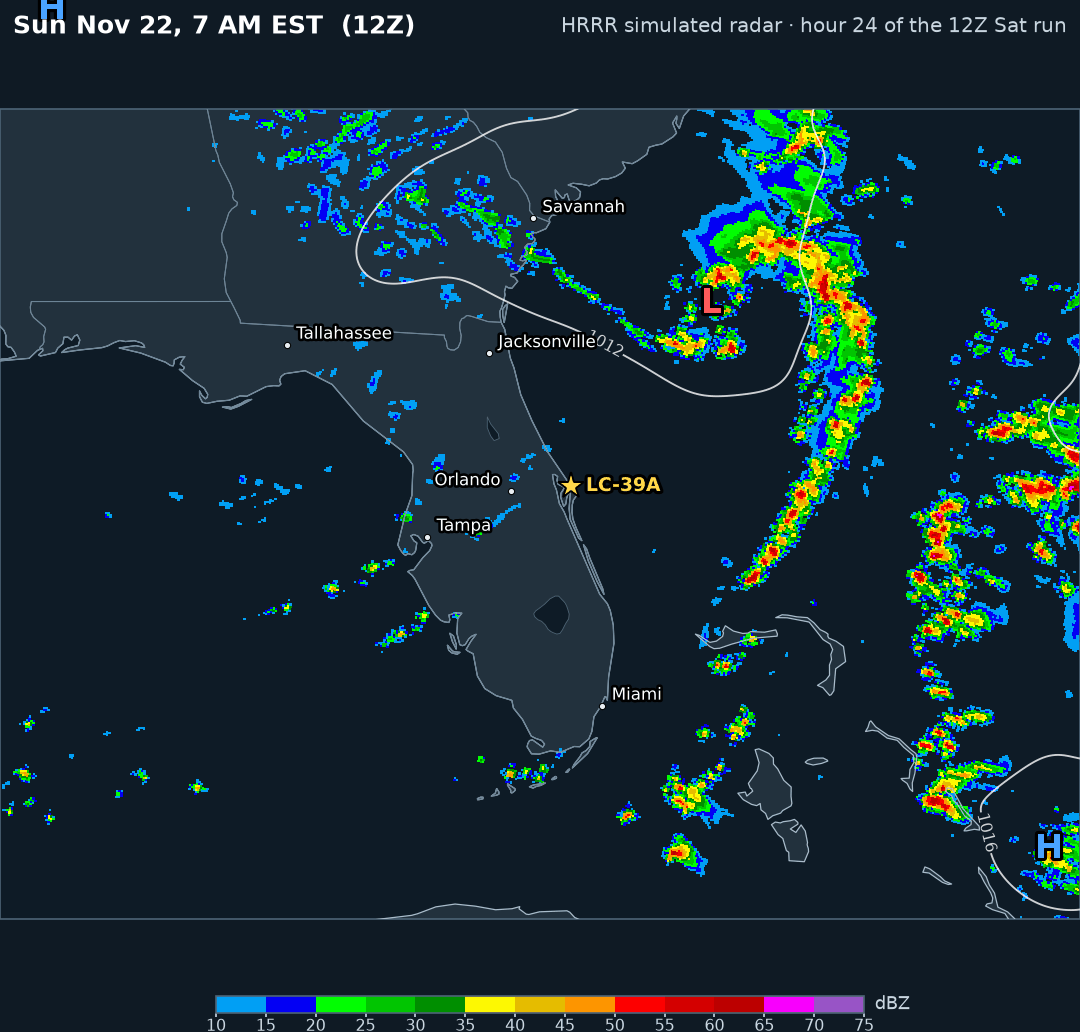 H
Sun Nov 22, 7 AM EST (12Z)
HRRR simulated radar · hour 24 of the 12Z Sat run
Savannah
L
Tallahassee
Jacksonville
1012
Orlando
LC-39A
Tampa
Miami
1016
H
dBZ
10 15 20 25 30 35 40 45 50 55 60 65 70 75